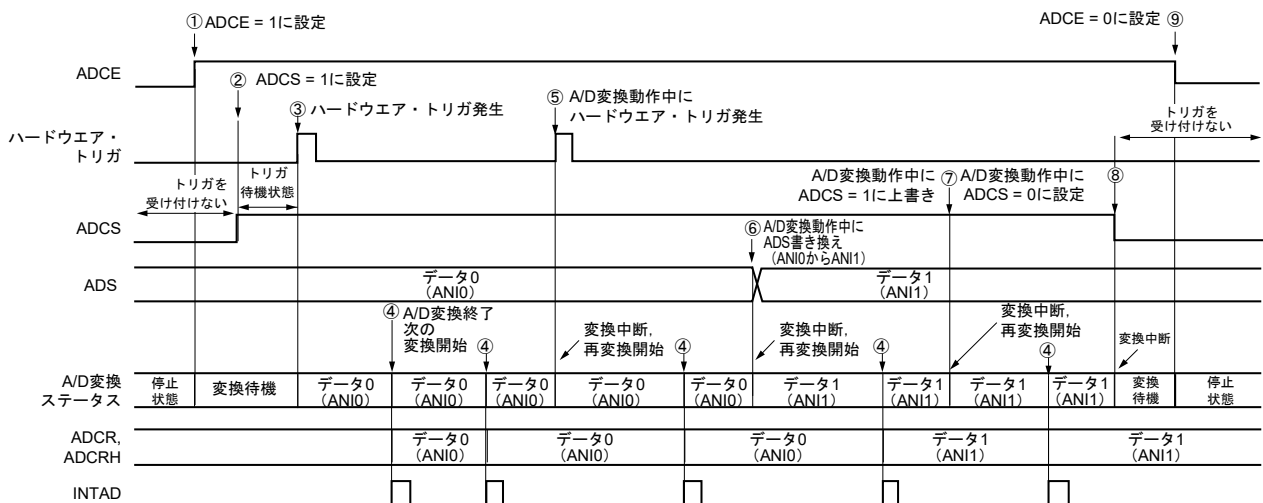 ① ADCE = 1に設定
ADCE = 0に設定 ⑨
ADCE
② ADCS = 1に設定
③ ハードウエア・トリガ発生
⑤ A/D変換動作中に
ハードウエア・トリガ発生
トリガを
受け付けない
ハードウエア・
トリガ
トリガを
受け付けない
トリガ
待機状態
A/D変換動作中に
ADCS = 1に上書き
⑦ A/D変換動作中に
ADCS = 0に設定
⑧
ADCS
⑥ A/D変換動作中に
ADS書き換え
(ANI0からANI1)
ADS
データ0
(ANI0)
データ1
(ANI1)
④ A/D変換終了
次の
変換開始
④
変換中断,
再変換開始
④
変換中断,
再変換開始
④
変換中断,
再変換開始
④
変換中断
A/D変換
ステータス
停止
状態
変換待機
データ0
(ANI0)
データ0
(ANI0)
データ0
(ANI0)
データ0
(ANI0)
データ0
(ANI0)
データ1
(ANI1)
データ1
(ANI1)
データ1
(ANI1)
データ1
(ANI1)
変換
待機
停止
状態
ADCR,
ADCRH
データ0
(ANI0)
データ0
(ANI0)
データ0
(ANI0)
データ1
(ANI1)
データ1
(ANI1)
INTAD